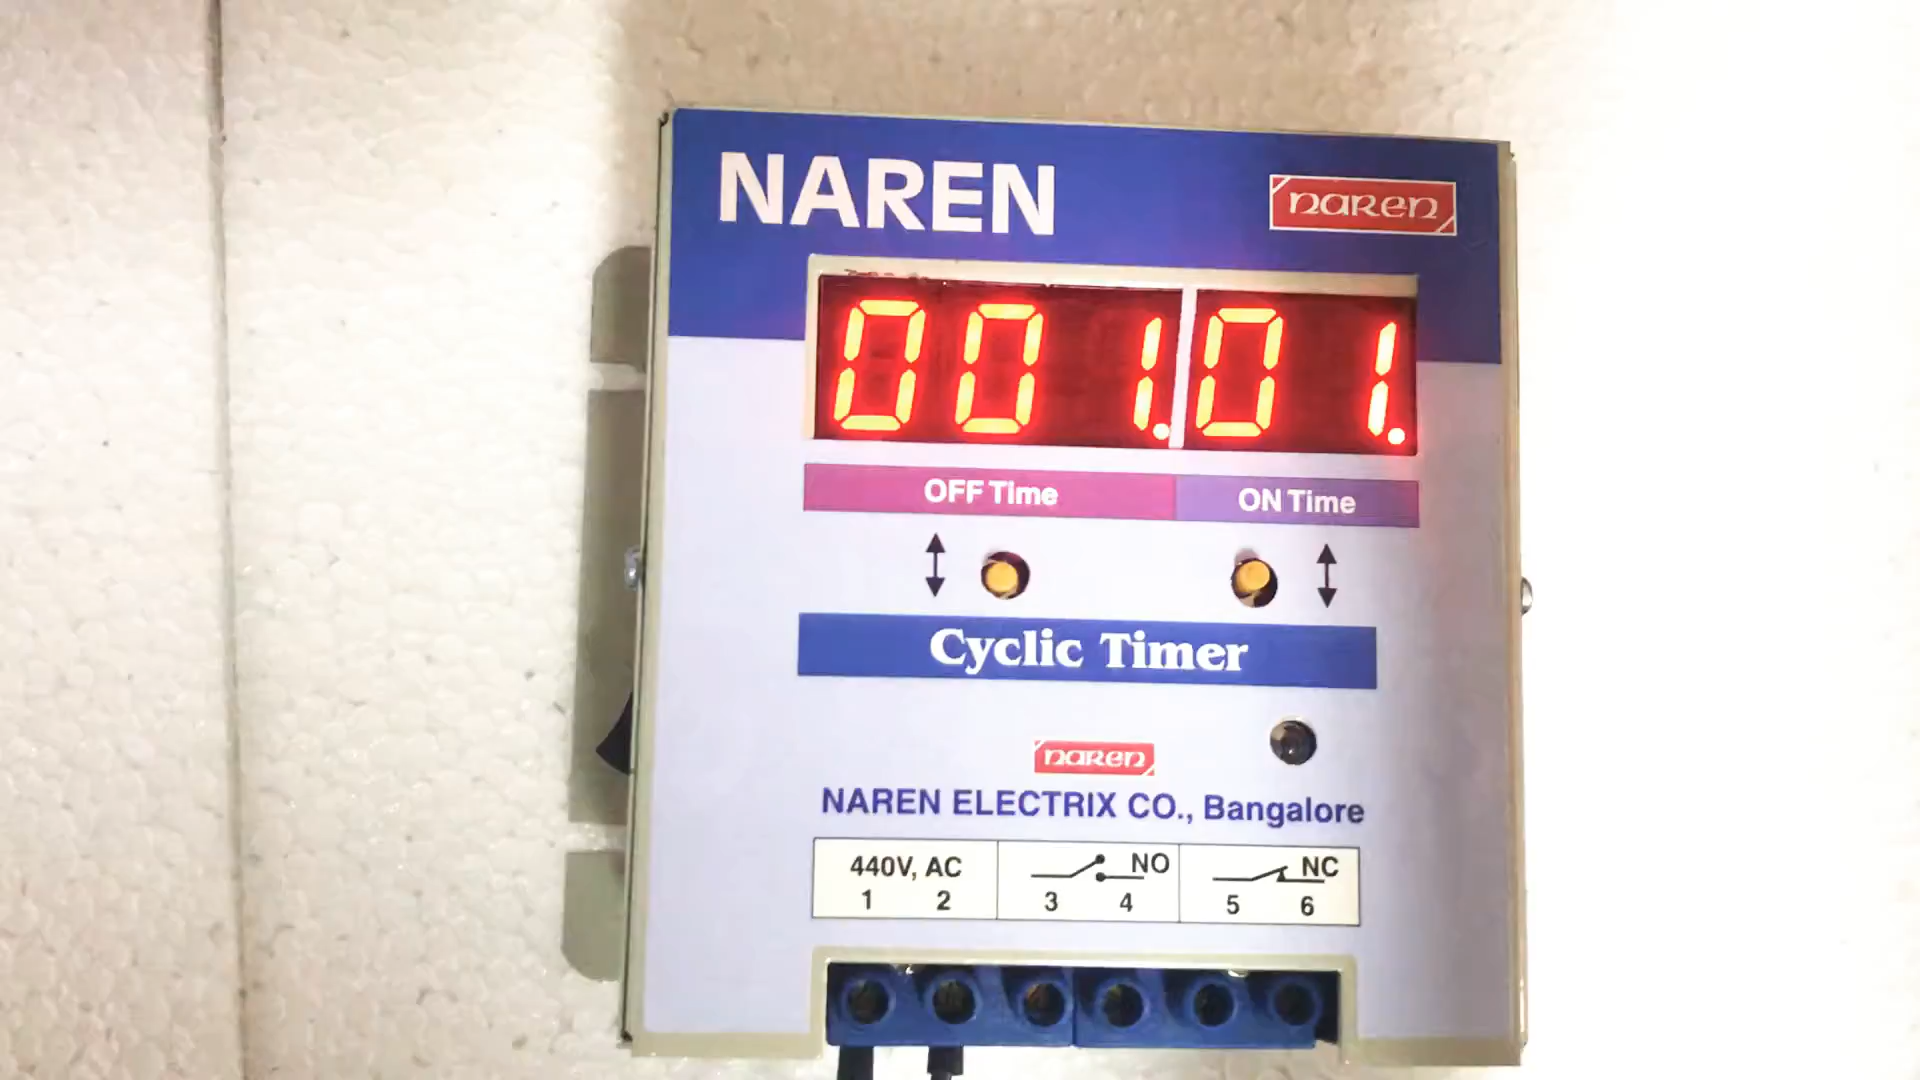 NAREN
naren
001.01.
OFF Time ON Time
Cyclic Timer
naren
NAREN ELECTRIX CO., Bangalore
440V, AC NO NC
1 2 3 4 5 6